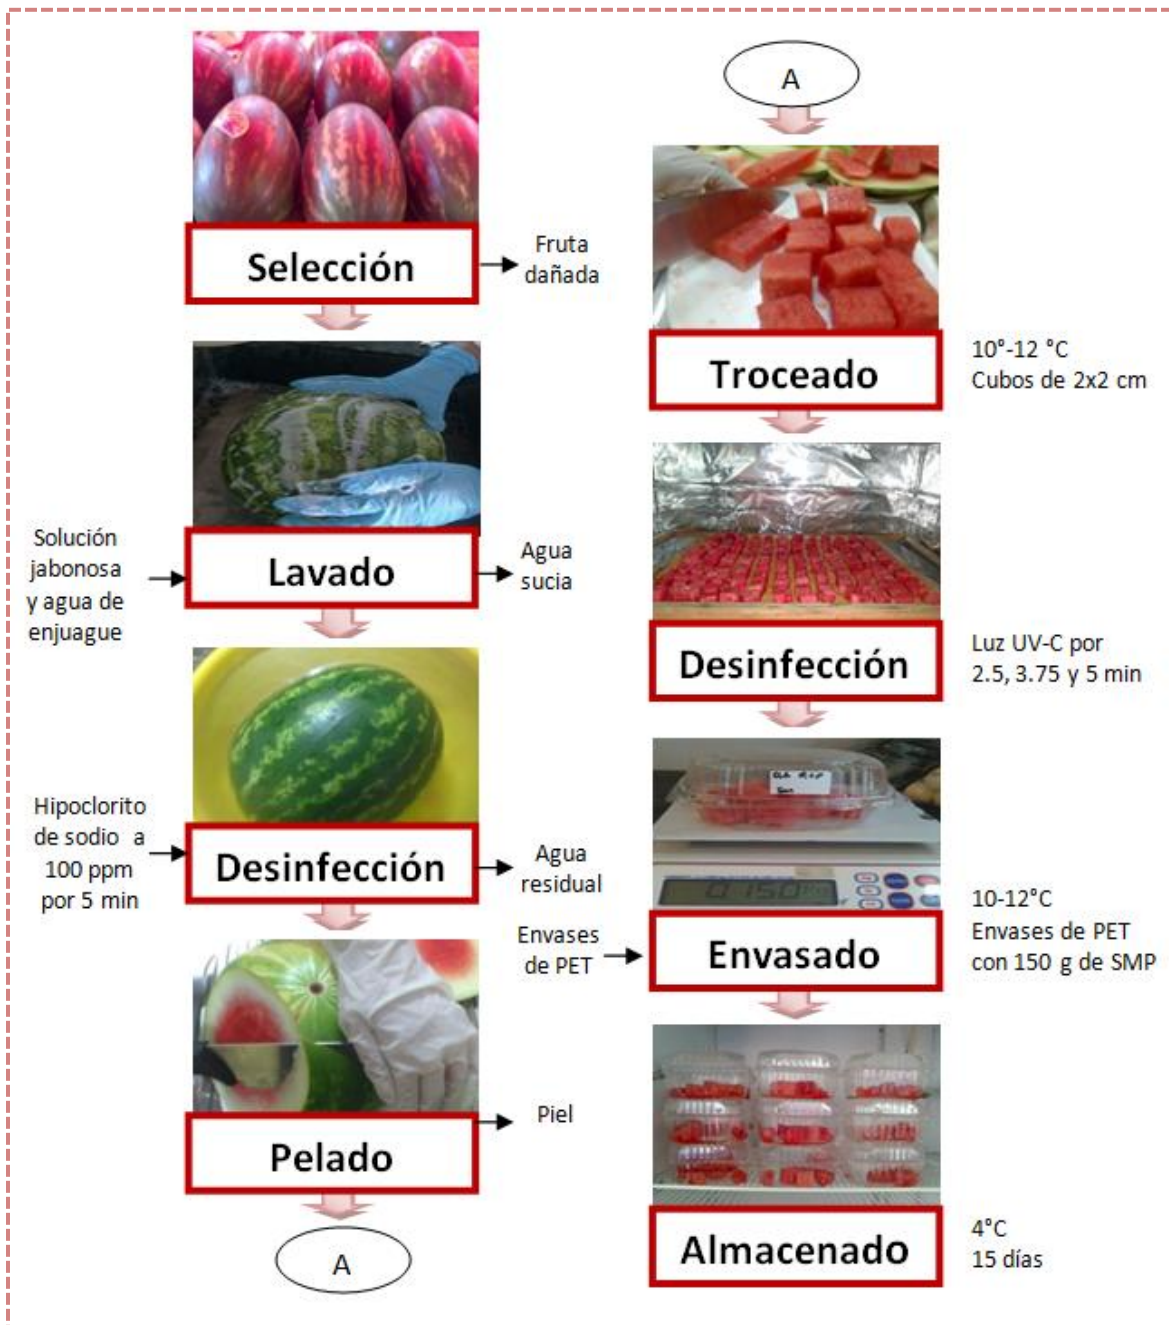 Selección
Fruta
dañada
Solución
jabonosa
y agua de
enjuague
Lavado
Agua
sucia
Hipoclorito
de sodio a
100 ppm
por 5 min
Desinfección
Agua
residual
Pelado
Piel
A
A
Troceado
10°-12 °C
Cubos de 2x2 cm
Desinfección
Luz UV-C por
2.5, 3.75 y 5 min
Envases
de PET
0.150
Envasado
10-12°C
Envases de PET
con 150 g de SMP
Almacenado
4°C
15 días